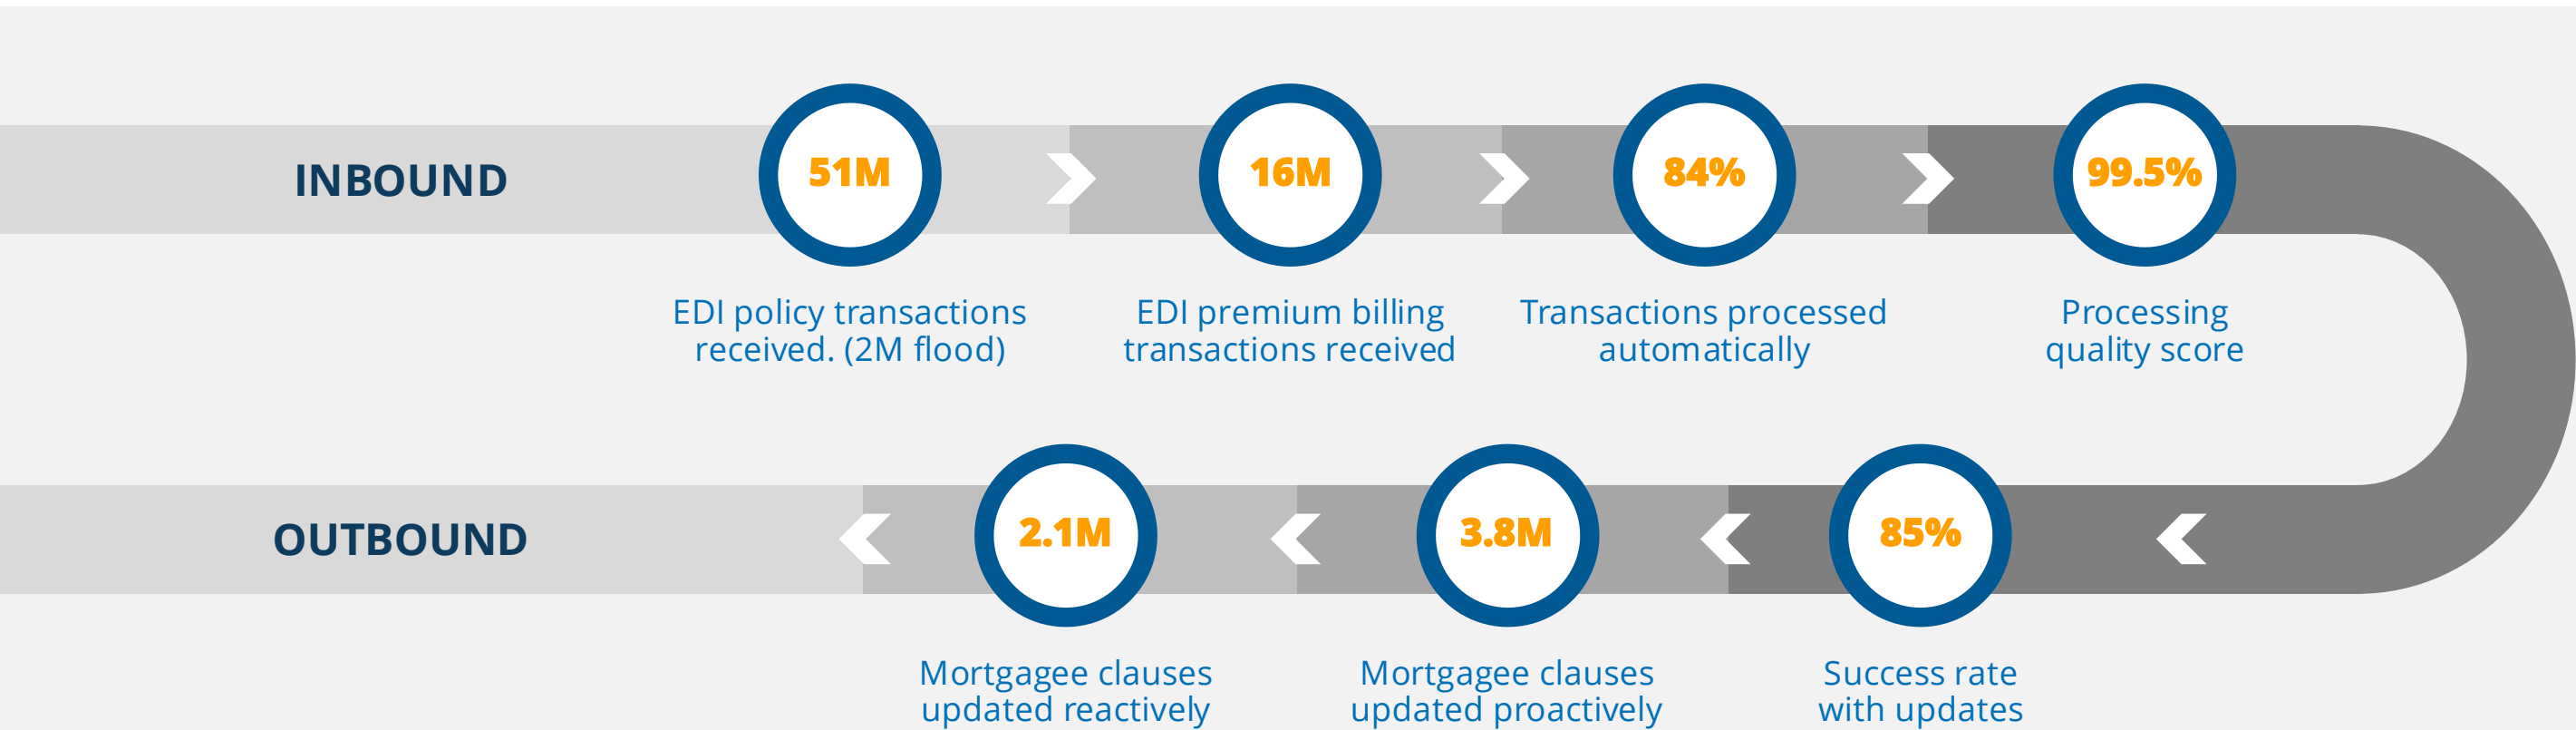 INBOUND
51M
EDI policy transactions
received. (2M flood)
16M
EDI premium billing
transactions received
84%
Transactions processed
automatically
99.5%
Processing
quality score
OUTBOUND
2.1M
Mortgagee clauses
updated reactively
3.8M
Mortgagee clauses
updated proactively
85%
Success rate
with updates